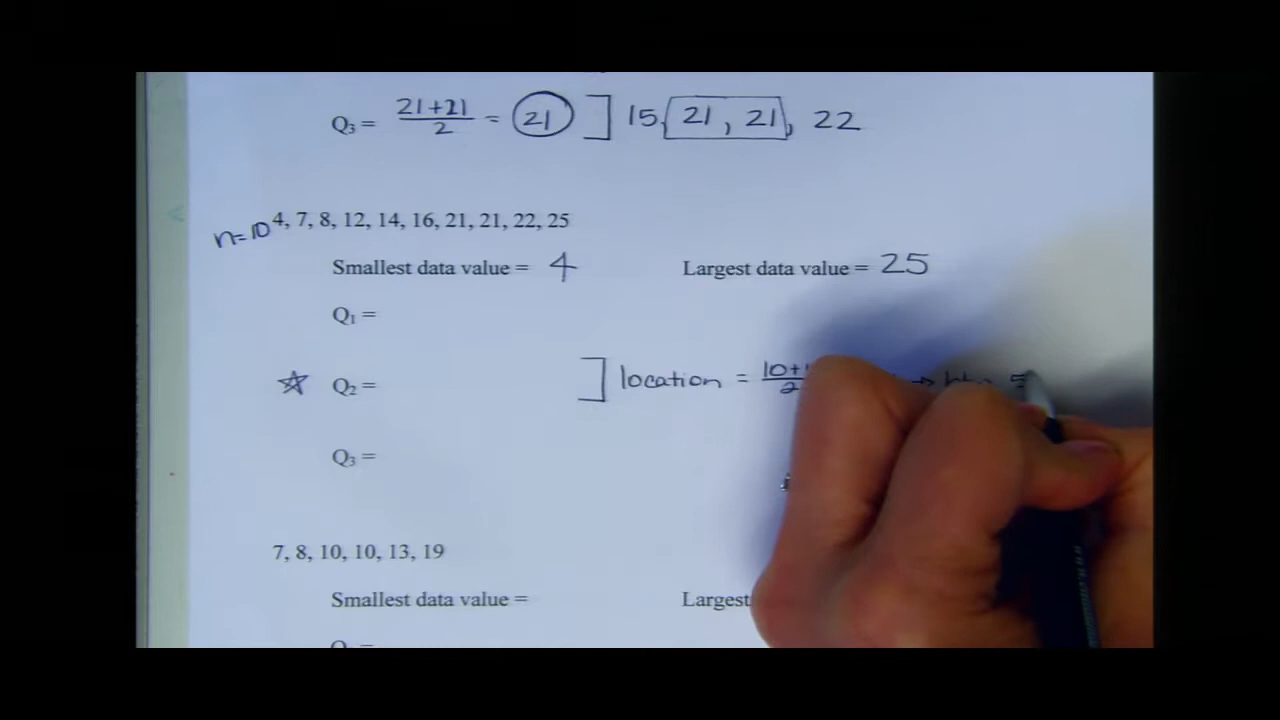 Q₃ = 21+21/2 = 21 ] 15, 21, 21, 22
n=10 4, 7, 8, 12, 14, 16, 21, 21, 22, 25
Smallest data value = 4 Largest data value = 25
Q₁ =
☆ Q₂ = ] location = 10+ /2 →
Q₃ =
7, 8, 10, 10, 13, 19
Smallest data value = Largest